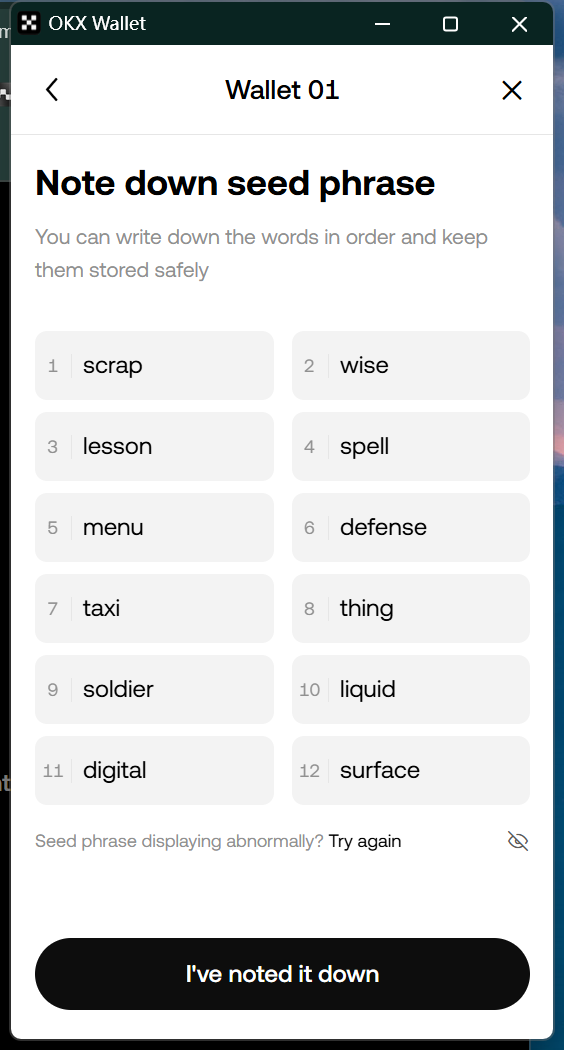 OKX Wallet
Wallet 01
Note down seed phrase
You can write down the words in order and keep
them stored safely
1 scrap
2 wise
3 lesson
4 spell
5 menu
6 defense
7 taxi
8 thing
9 soldier
10 liquid
11 digital
12 surface
Seed phrase displaying abnormally? Try again
I've noted it down